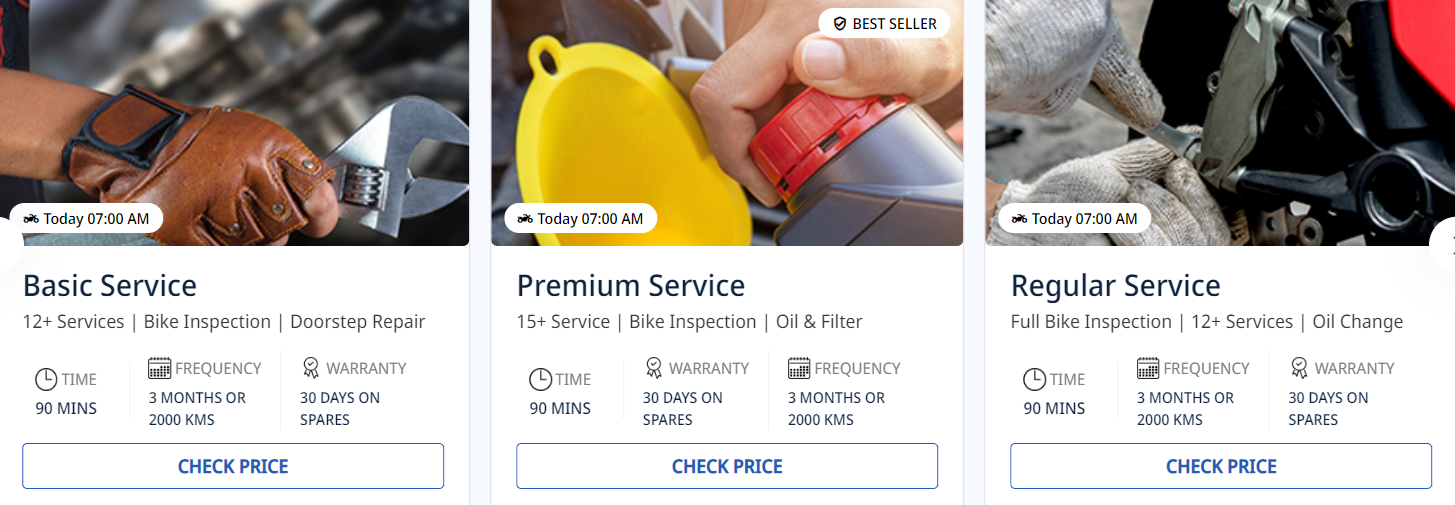 BEST SELLER
Today 07:00 AM
Today 07:00 AM
Today 07:00 AM
Basic Service
12+ Services | Bike Inspection | Doorstep Repair
TIME
90 MINS
FREQUENCY
3 MONTHS OR
2000 KMS
WARRANTY
30 DAYS ON
SPARES
CHECK PRICE
Premium Service
15+ Service | Bike Inspection | Oil & Filter
TIME
90 MINS
WARRANTY
30 DAYS ON
SPARES
FREQUENCY
3 MONTHS OR
2000 KMS
CHECK PRICE
Regular Service
Full Bike Inspection | 12+ Services | Oil Change
TIME
90 MINS
FREQUENCY
3 MONTHS OR
2000 KMS
WARRANTY
30 DAYS ON
SPARES
CHECK PRICE